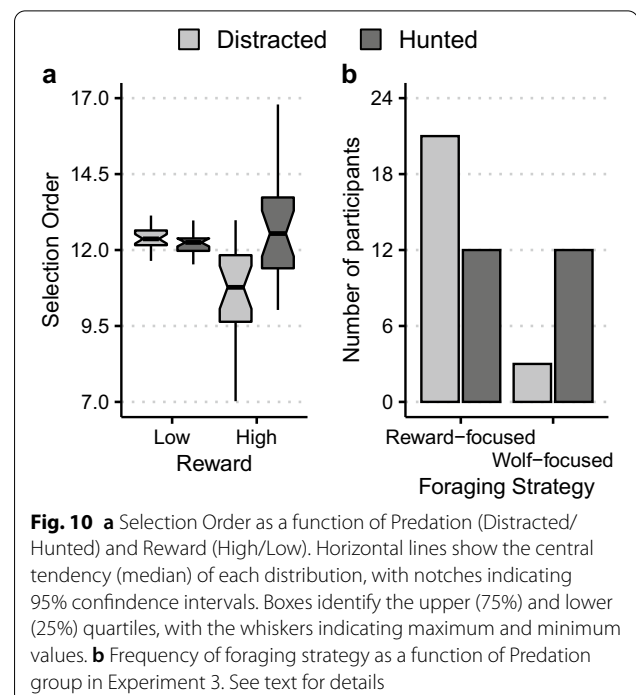 Distracted Hunted
a
17.0
14.5
12.0
9.5
7.0
Selection Order
Low High
Reward
b
24
18
12
6
0
Number of participants
Reward−focused
Wolf−focused
Foraging Strategy
Fig. 10 a Selection Order as a function of Predation (Distracted/
Hunted) and Reward (High/Low). Horizontal lines show the central
tendency (median) of each distribution, with notches indicating
95% confindence intervals. Boxes identify the upper (75%) and lower
(25%) quartiles, with the whiskers indicating maximum and minimum
values. b Frequency of foraging strategy as a function of Predation
group in Experiment 3. See text for details